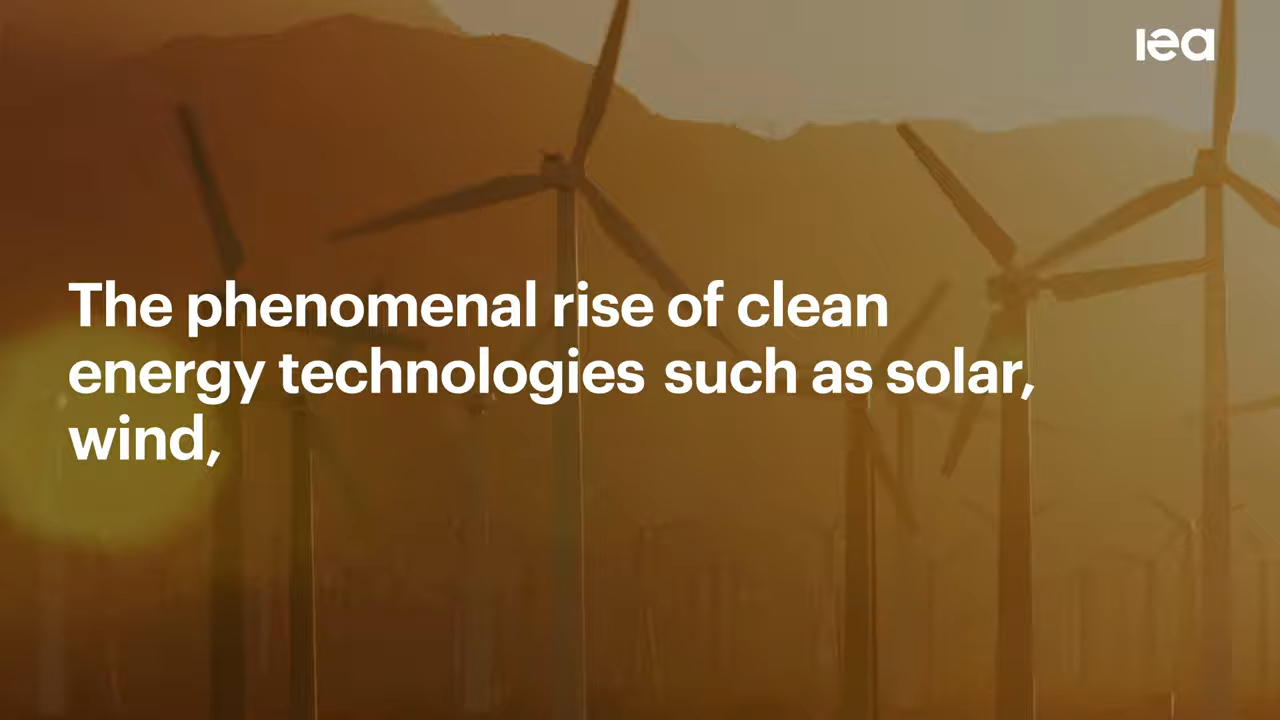 iea
The phenomenal rise of clean
energy technologies such as solar,
wind,